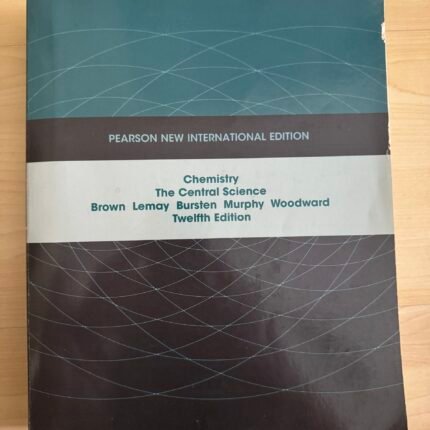 PEARSON NEW INTERNATIONAL EDITION
Chemistry
The Central Science
Brown Lemay Bursten Murphy Woodward
Twelfth Edition